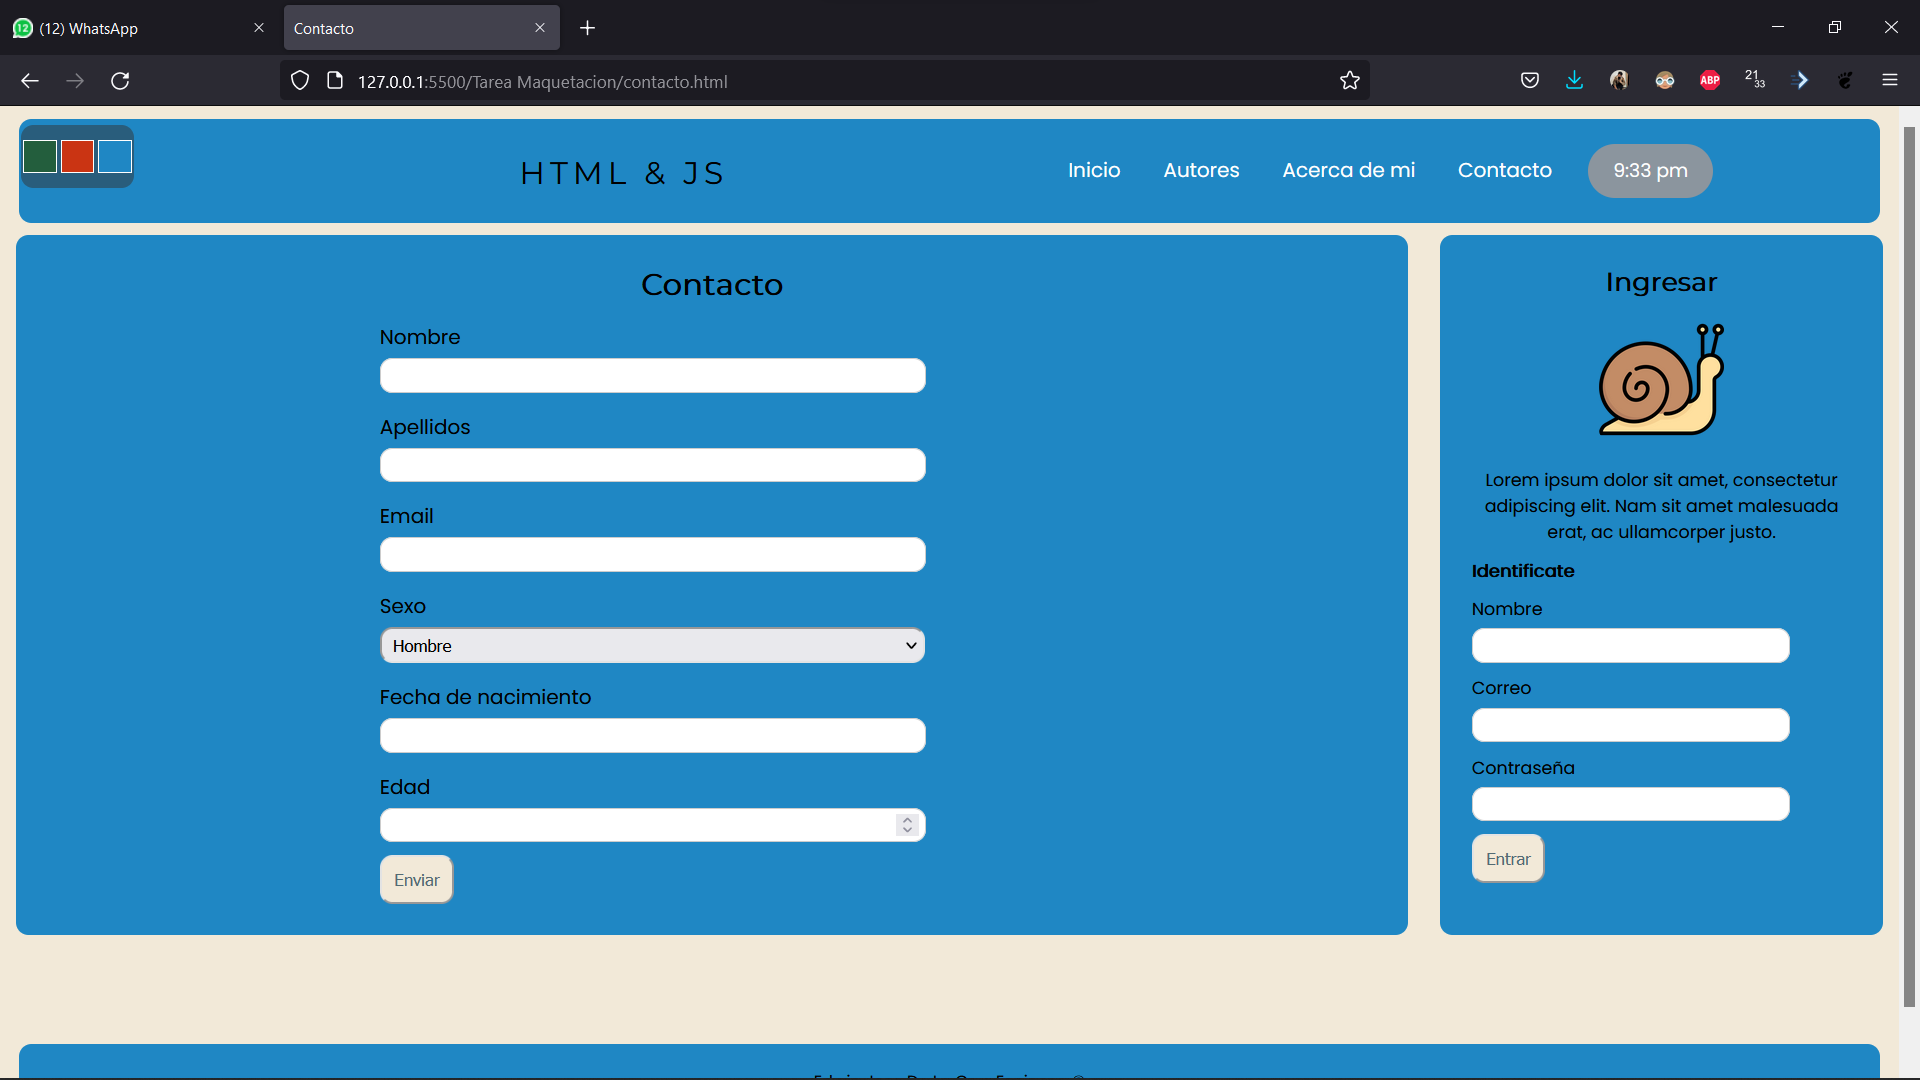 12 (12) WhatsApp
Contacto
127.0.0.1:5500/Tarea Maquetacion/contacto.html
ABP
21 33
HTML & JS
Inicio
Autores
Acerca de mi
Contacto
9:33 pm
Contacto
Nombre
Apellidos
Email
Sexo
Hombre
Fecha de nacimiento
Edad
Enviar
Ingresar
Lorem ipsum dolor sit amet, consectetur
adipiscing elit. Nam sit amet malesuada
erat, ac ullamcorper justo.
Identificate
Nombre
Correo
Contraseña
Entrar